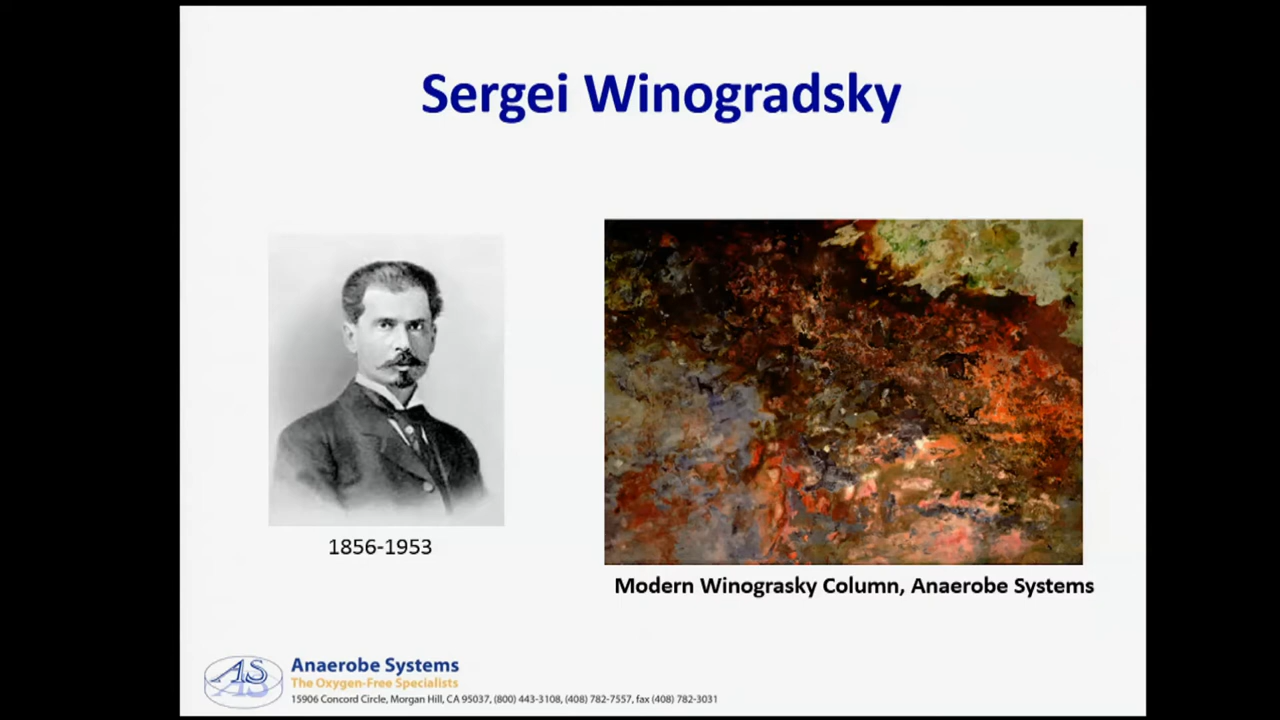 Sergei Winogradsky
1856-1953
Modern Winograsky Column, Anaerobe Systems
AS
Anaerobe Systems
The Oxygen-Free Specialists
15906 Concord Circle, Morgan Hill, CA 95037, (800) 443-3108, (408) 782-7557, fax (408) 782-3031